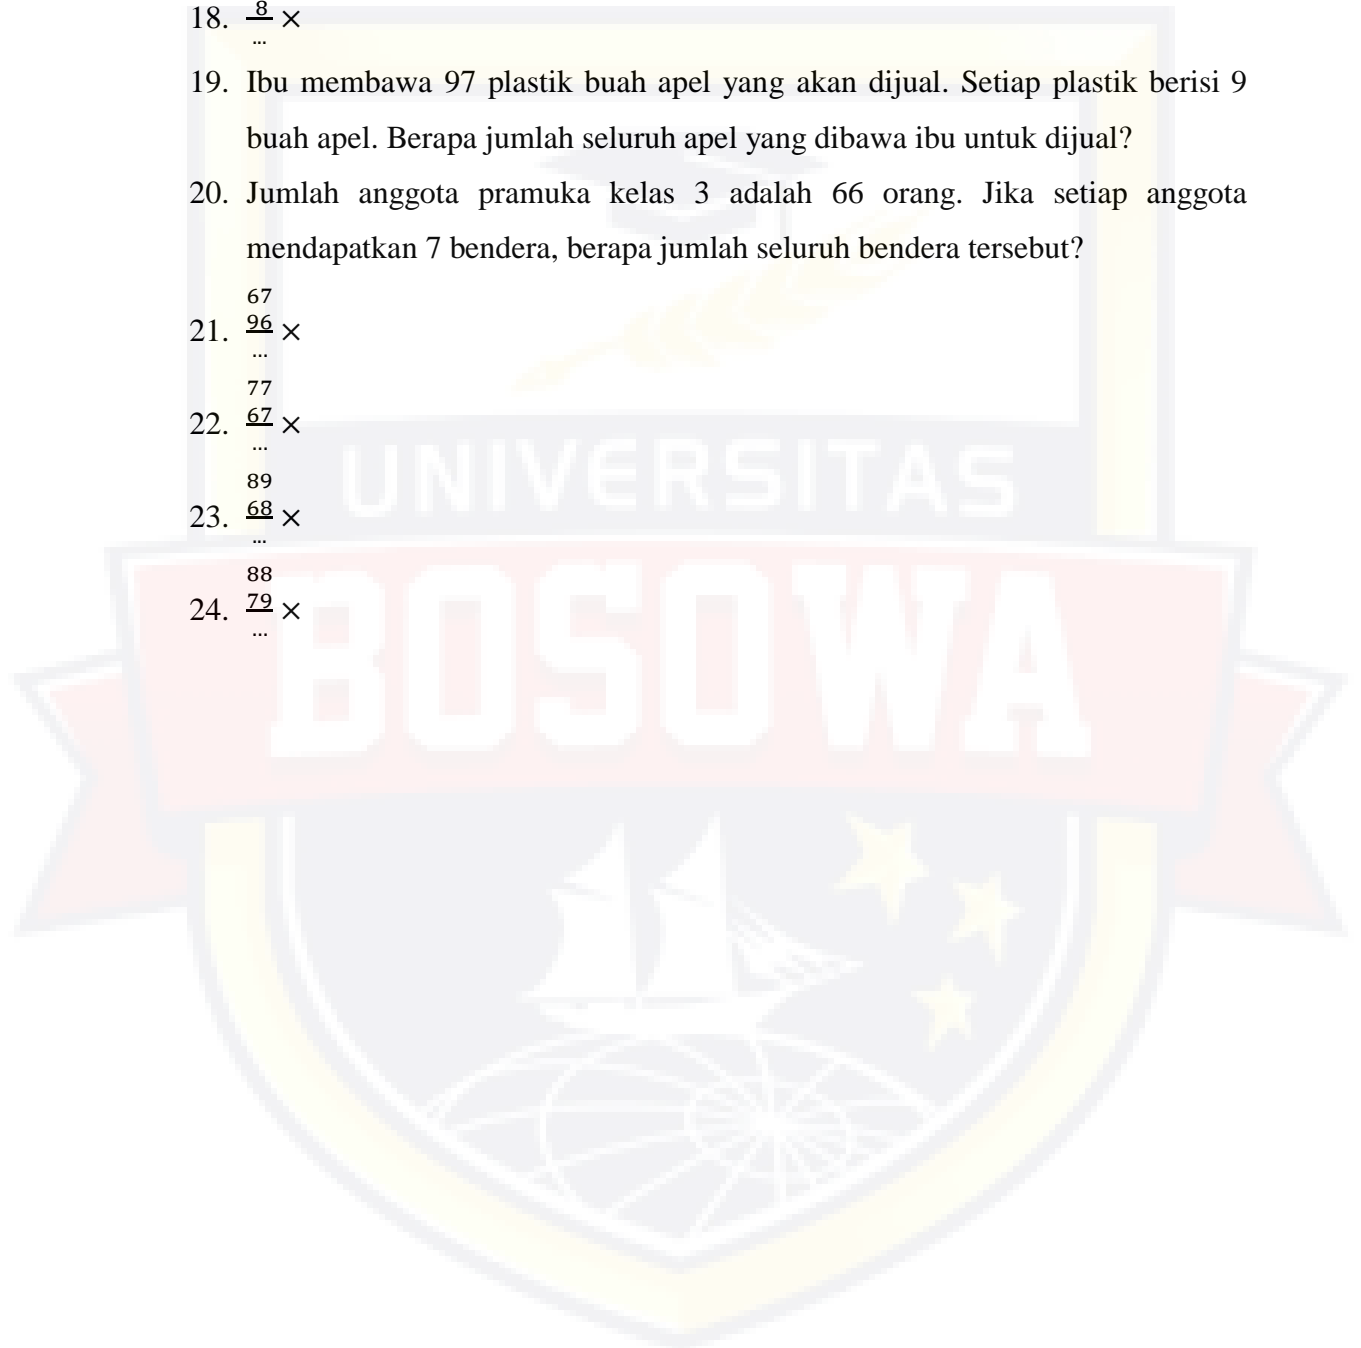 18. 8 ×
...
19. Ibu membawa 97 plastik buah apel yang akan dijual. Setiap plastik berisi 9
buah apel. Berapa jumlah seluruh apel yang dibawa ibu untuk dijual?
20. Jumlah anggota pramuka kelas 3 adalah 66 orang. Jika setiap anggota
mendapatkan 7 bendera, berapa jumlah seluruh bendera tersebut?
67
21. 96 ×
...
77
22. 67 ×
...
UNIVERSITAS
89
23. 68 ×
...
88
24. 79 ×
...
BOSOWA